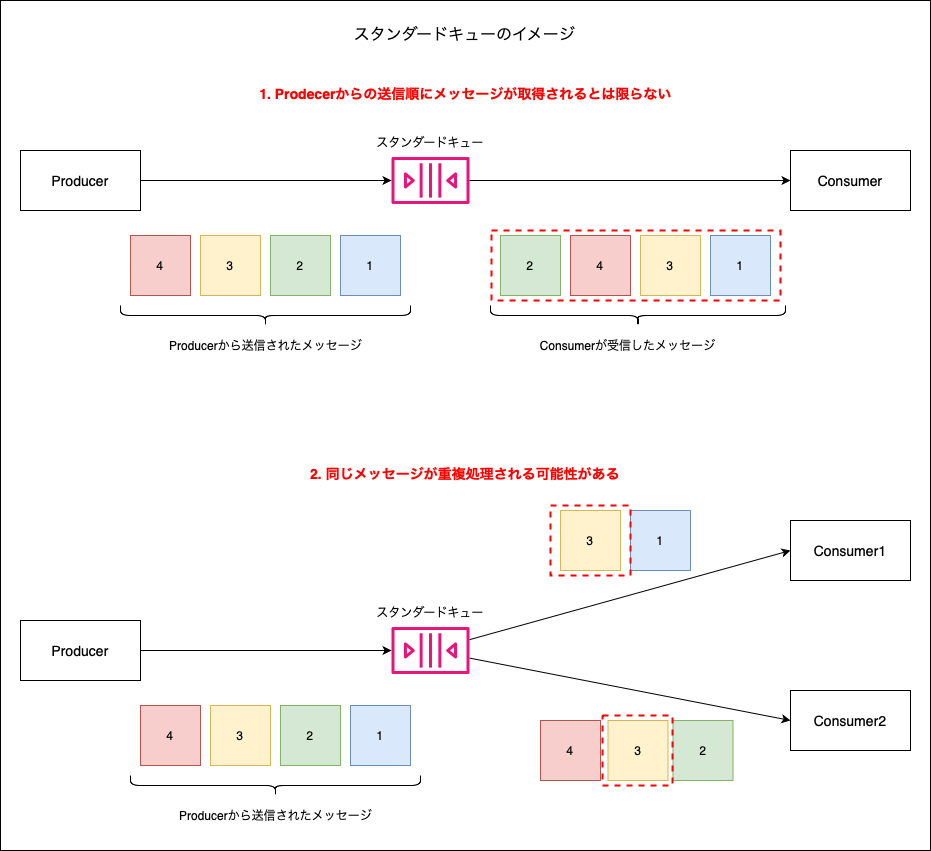 スタンダードキューのイメージ
1. Prodecerからの送信順にメッセージが取得されるとは限らない
スタンダードキュー
Producer
Consumer
4 3 2 1
2 4 3 1
Producerから送信されたメッセージ
Consumerが受信したメッセージ
2. 同じメッセージが重複処理される可能性がある
3 1
Consumer1
スタンダードキュー
Producer
Consumer2
4 3 2 1
4 3 2
Producerから送信されたメッセージ